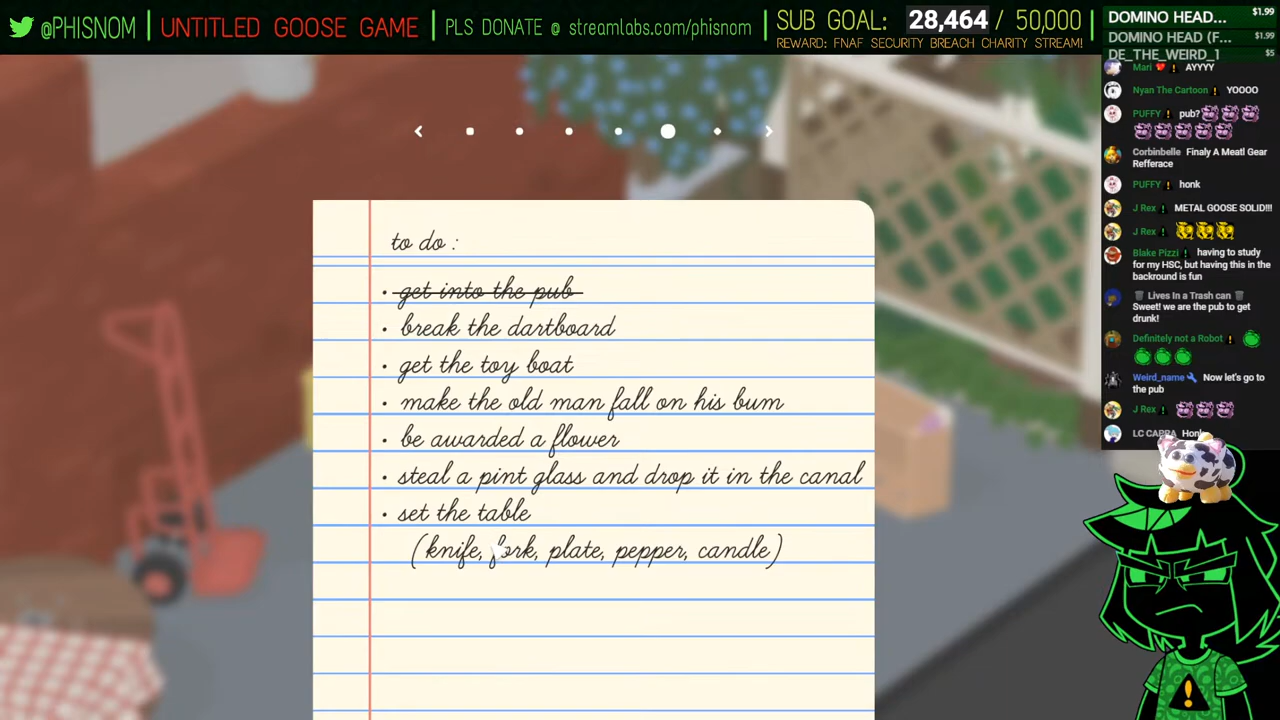 @PHISNOM | UNTITLED GOOSE GAME | PLS DONATE @ streamlabs.com/phisnom | SUB GOAL: 28,464 / 50,000
REWARD: FNAF SECURITY BREACH CHARITY STREAM!
DOMINO HEAD... $1.99
DOMINO HEAD (F... $1.99
DE_THE_WEIRD_1 $5
to do :
• get into the pub
• break the dartboard
• get the toy boat
• make the old man fall on his bum
• be awarded a flower
• steal a pint glass and drop it in the canal
• set the table
(knife, fork, plate, pepper, candle)
Mari AYYYY
Nyan The Cartoon YOOOO
PUFFY pub?
Corbinbelle Finaly A Meatl Gear
Refferace
PUFFY honk
J Rex METAL GOOSE SOLID!!!
J Rex
Blake Pizzi having to study
for my HSC, but having this in the
backround is fun
Lives In a Trash can
Sweet! we are the pub to get
drunk!
Definitely not a Robot
Weird_name Now let's go to
the pub
J Rex
LC CAPRA Honk